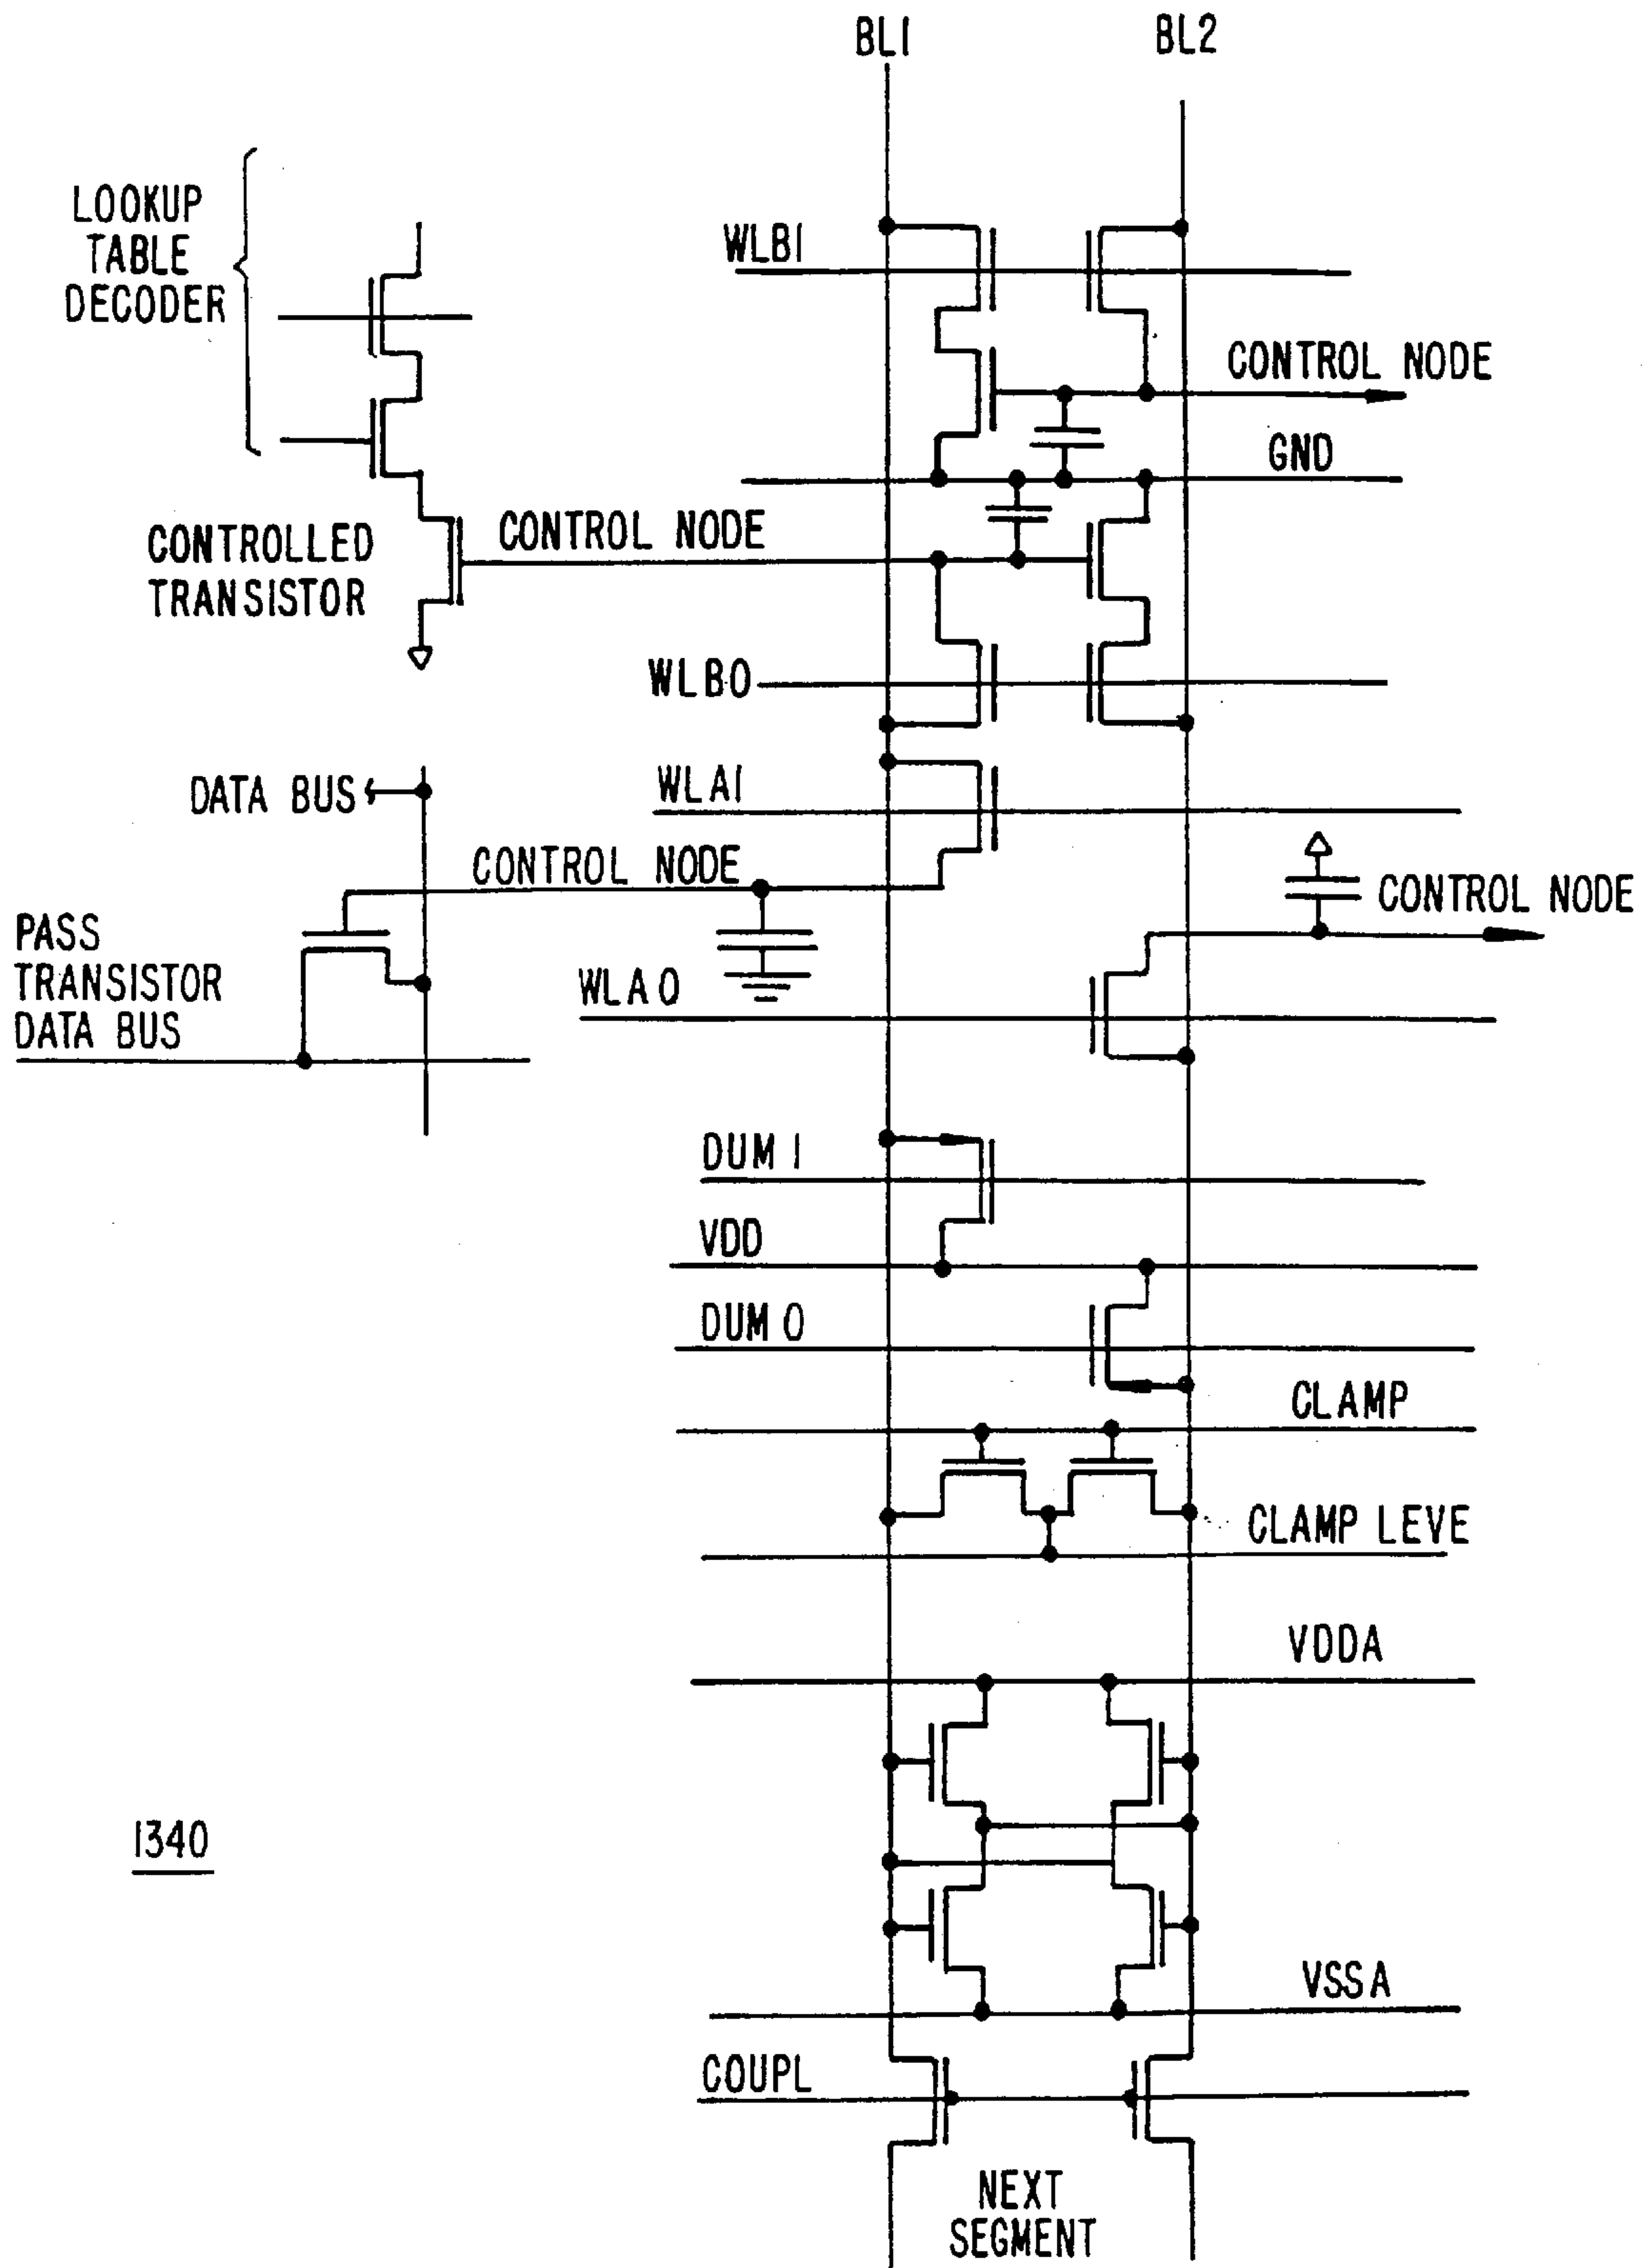 BL1
BL2
LOOKUP
TABLE
DECODER
WLB1
CONTROL NODE
GND
CONTROLLED
TRANSISTOR
CONTROL NODE
WLB0
DATA BUS
WLA1
CONTROL NODE
CONTROL NODE
PASS
TRANSISTOR
DATA BUS
WLA0
DUM 1
VDD
DUM 0
CLAMP
CLAMP LEVE
VDDA
1340
VSSA
COUPL
NEXT
SEGMENT